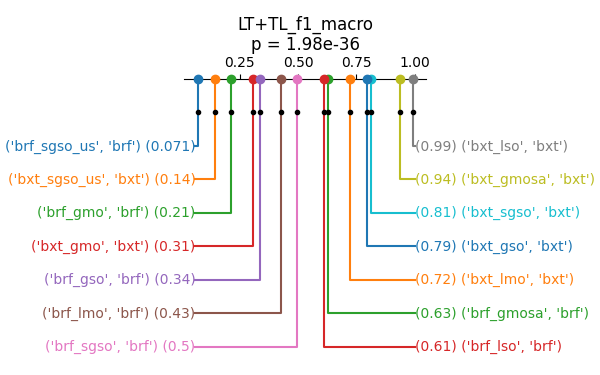 LT+TL_f1_macro
p = 1.98e-36
0.25 0.50 0.75 1.00
('brf_sgso_us', 'brf') (0.071) (0.99) ('bxt_lso', 'bxt')
('bxt_sgso_us', 'bxt') (0.14) (0.94) ('bxt_gmosa', 'bxt')
('brf_gmo', 'brf') (0.21) (0.81) ('bxt_sgso', 'bxt')
('bxt_gmo', 'bxt') (0.31) (0.79) ('bxt_gso', 'bxt')
('brf_gso', 'brf') (0.34) (0.72) ('bxt_lmo', 'bxt')
('brf_lmo', 'brf') (0.43) (0.63) ('brf_gmosa', 'brf')
('brf_sgso', 'brf') (0.5) (0.61) ('brf_lso', 'brf')